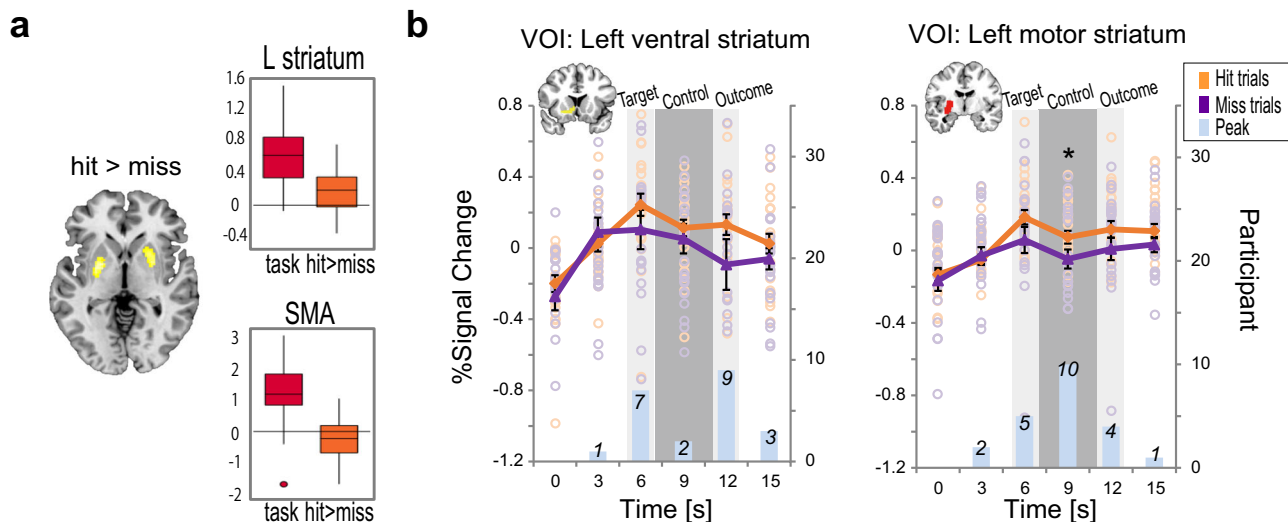 a
hit > miss
L striatum
1.6
1.2
0.8
0.4
0
-0.4
task hit>miss
SMA
3
2
1
0
-1
-2
task hit>miss
b
VOI: Left ventral striatum
Target Control Outcome
%Signal Change
0.8
0.4
0
-0.4
-0.8
-1.2
30
20
10
0
1
7
2
9
3
0 3 6 9 12 15
Time [s]
VOI: Left motor striatum
Target Control Outcome
*
0.8
0.4
0.0
-0.4
-0.8
-1.2
30
20
10
0
2
5
10
4
1
0 3 6 9 12 15
Time [s]
Participant
Hit trials
Miss trials
Peak